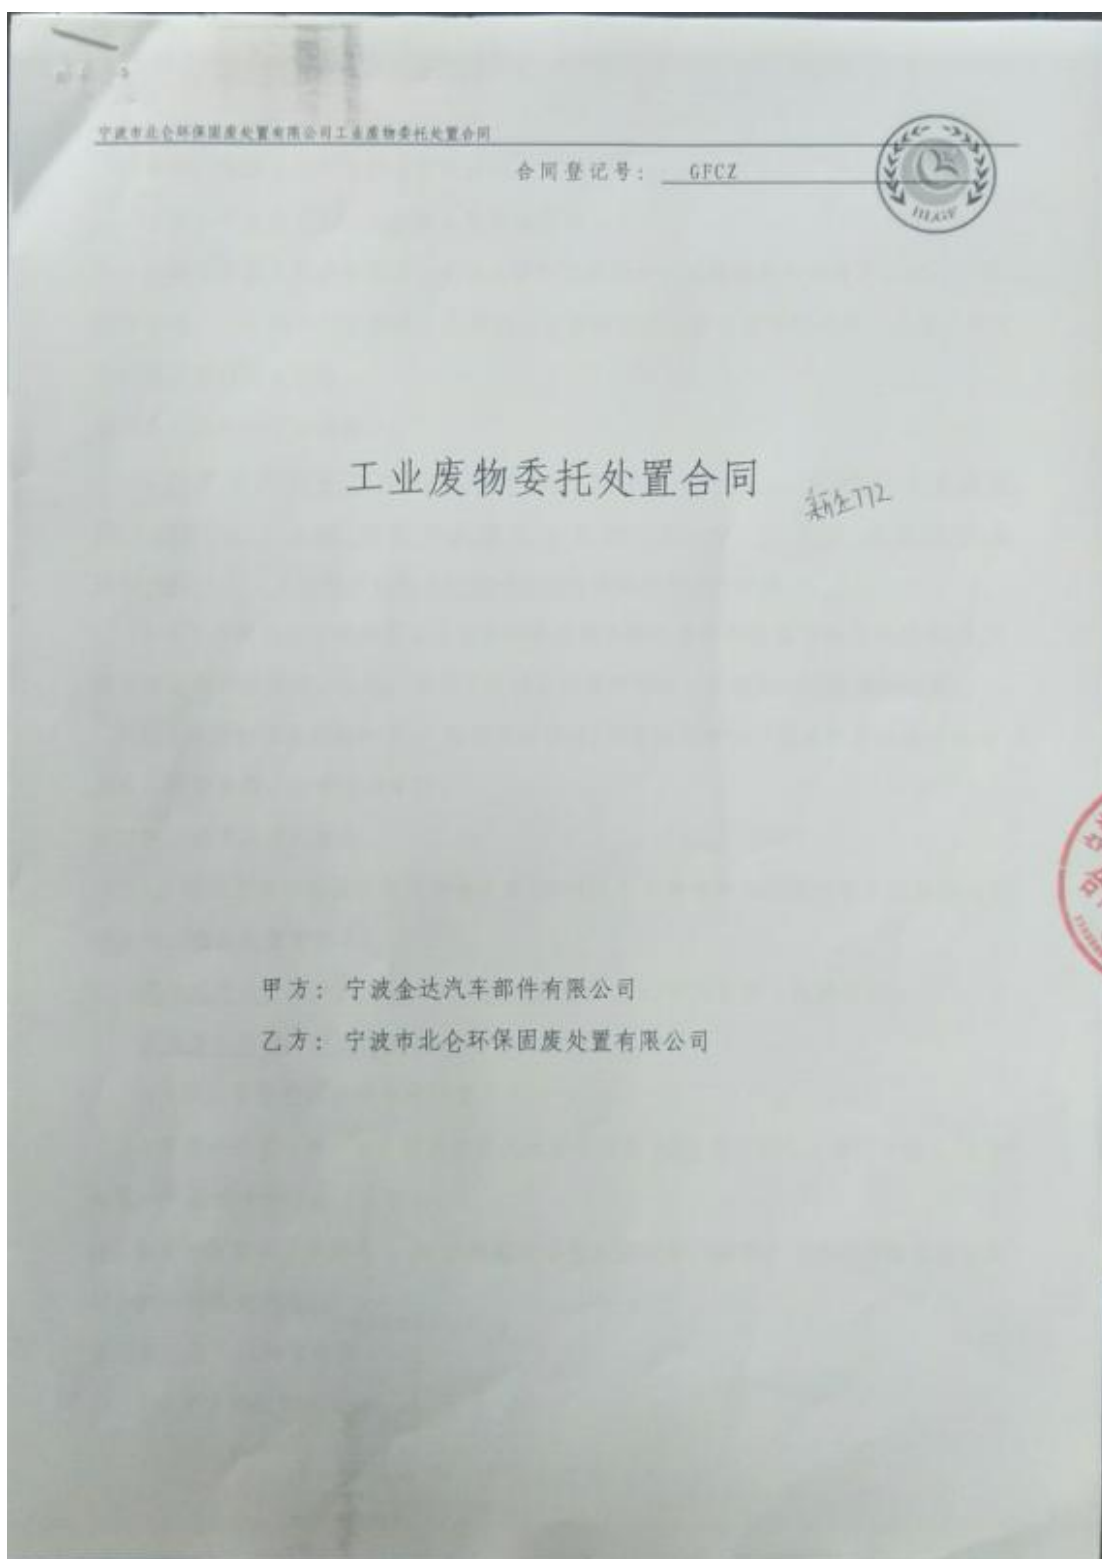 宁波市北仑环保固废处置有限公司工业废物委托处置合同
合同登记号: GFCZ
BLGF
工业废物委托处置合同
772
甲方: 宁波金达汽车部件有限公司
乙方: 宁波市北仑环保固废处置有限公司